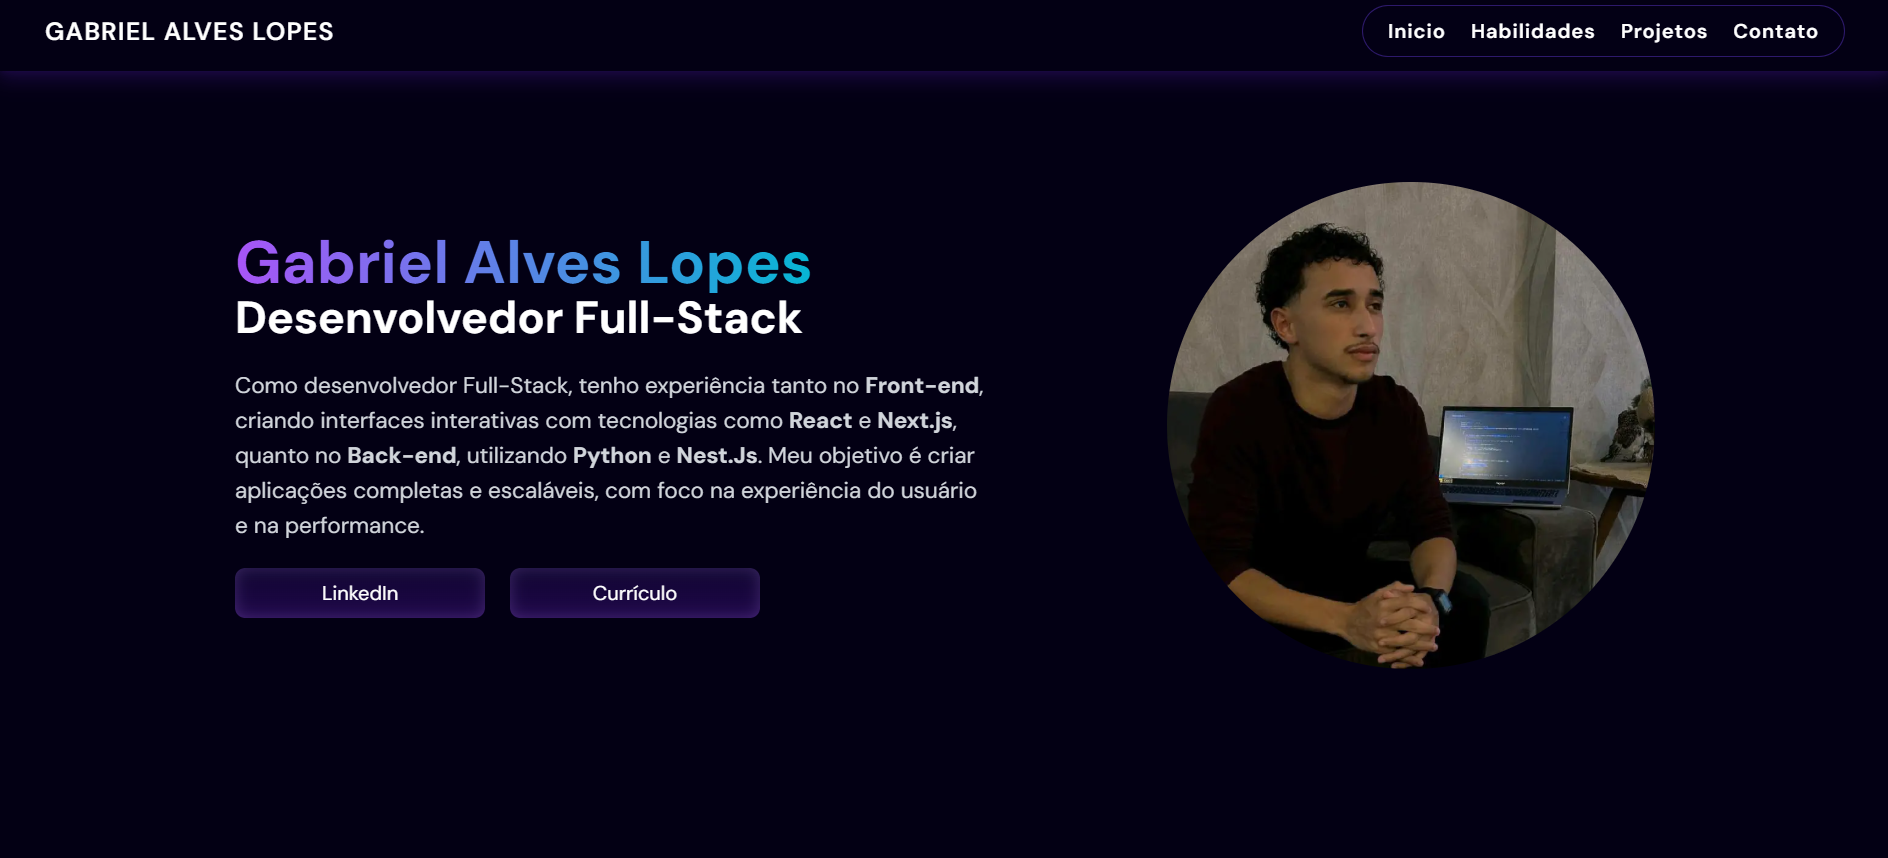 GABRIEL ALVES LOPES
Inicio Habilidades Projetos Contato
Gabriel Alves Lopes
Desenvolvedor Full-Stack
Como desenvolvedor Full-Stack, tenho experiência tanto no Front-end,
criando interfaces interativas com tecnologias como React e Next.js,
quanto no Back-end, utilizando Python e Nest.Js. Meu objetivo é criar
aplicações completas e escaláveis, com foco na experiência do usuário
e na performance.
LinkedIn Currículo